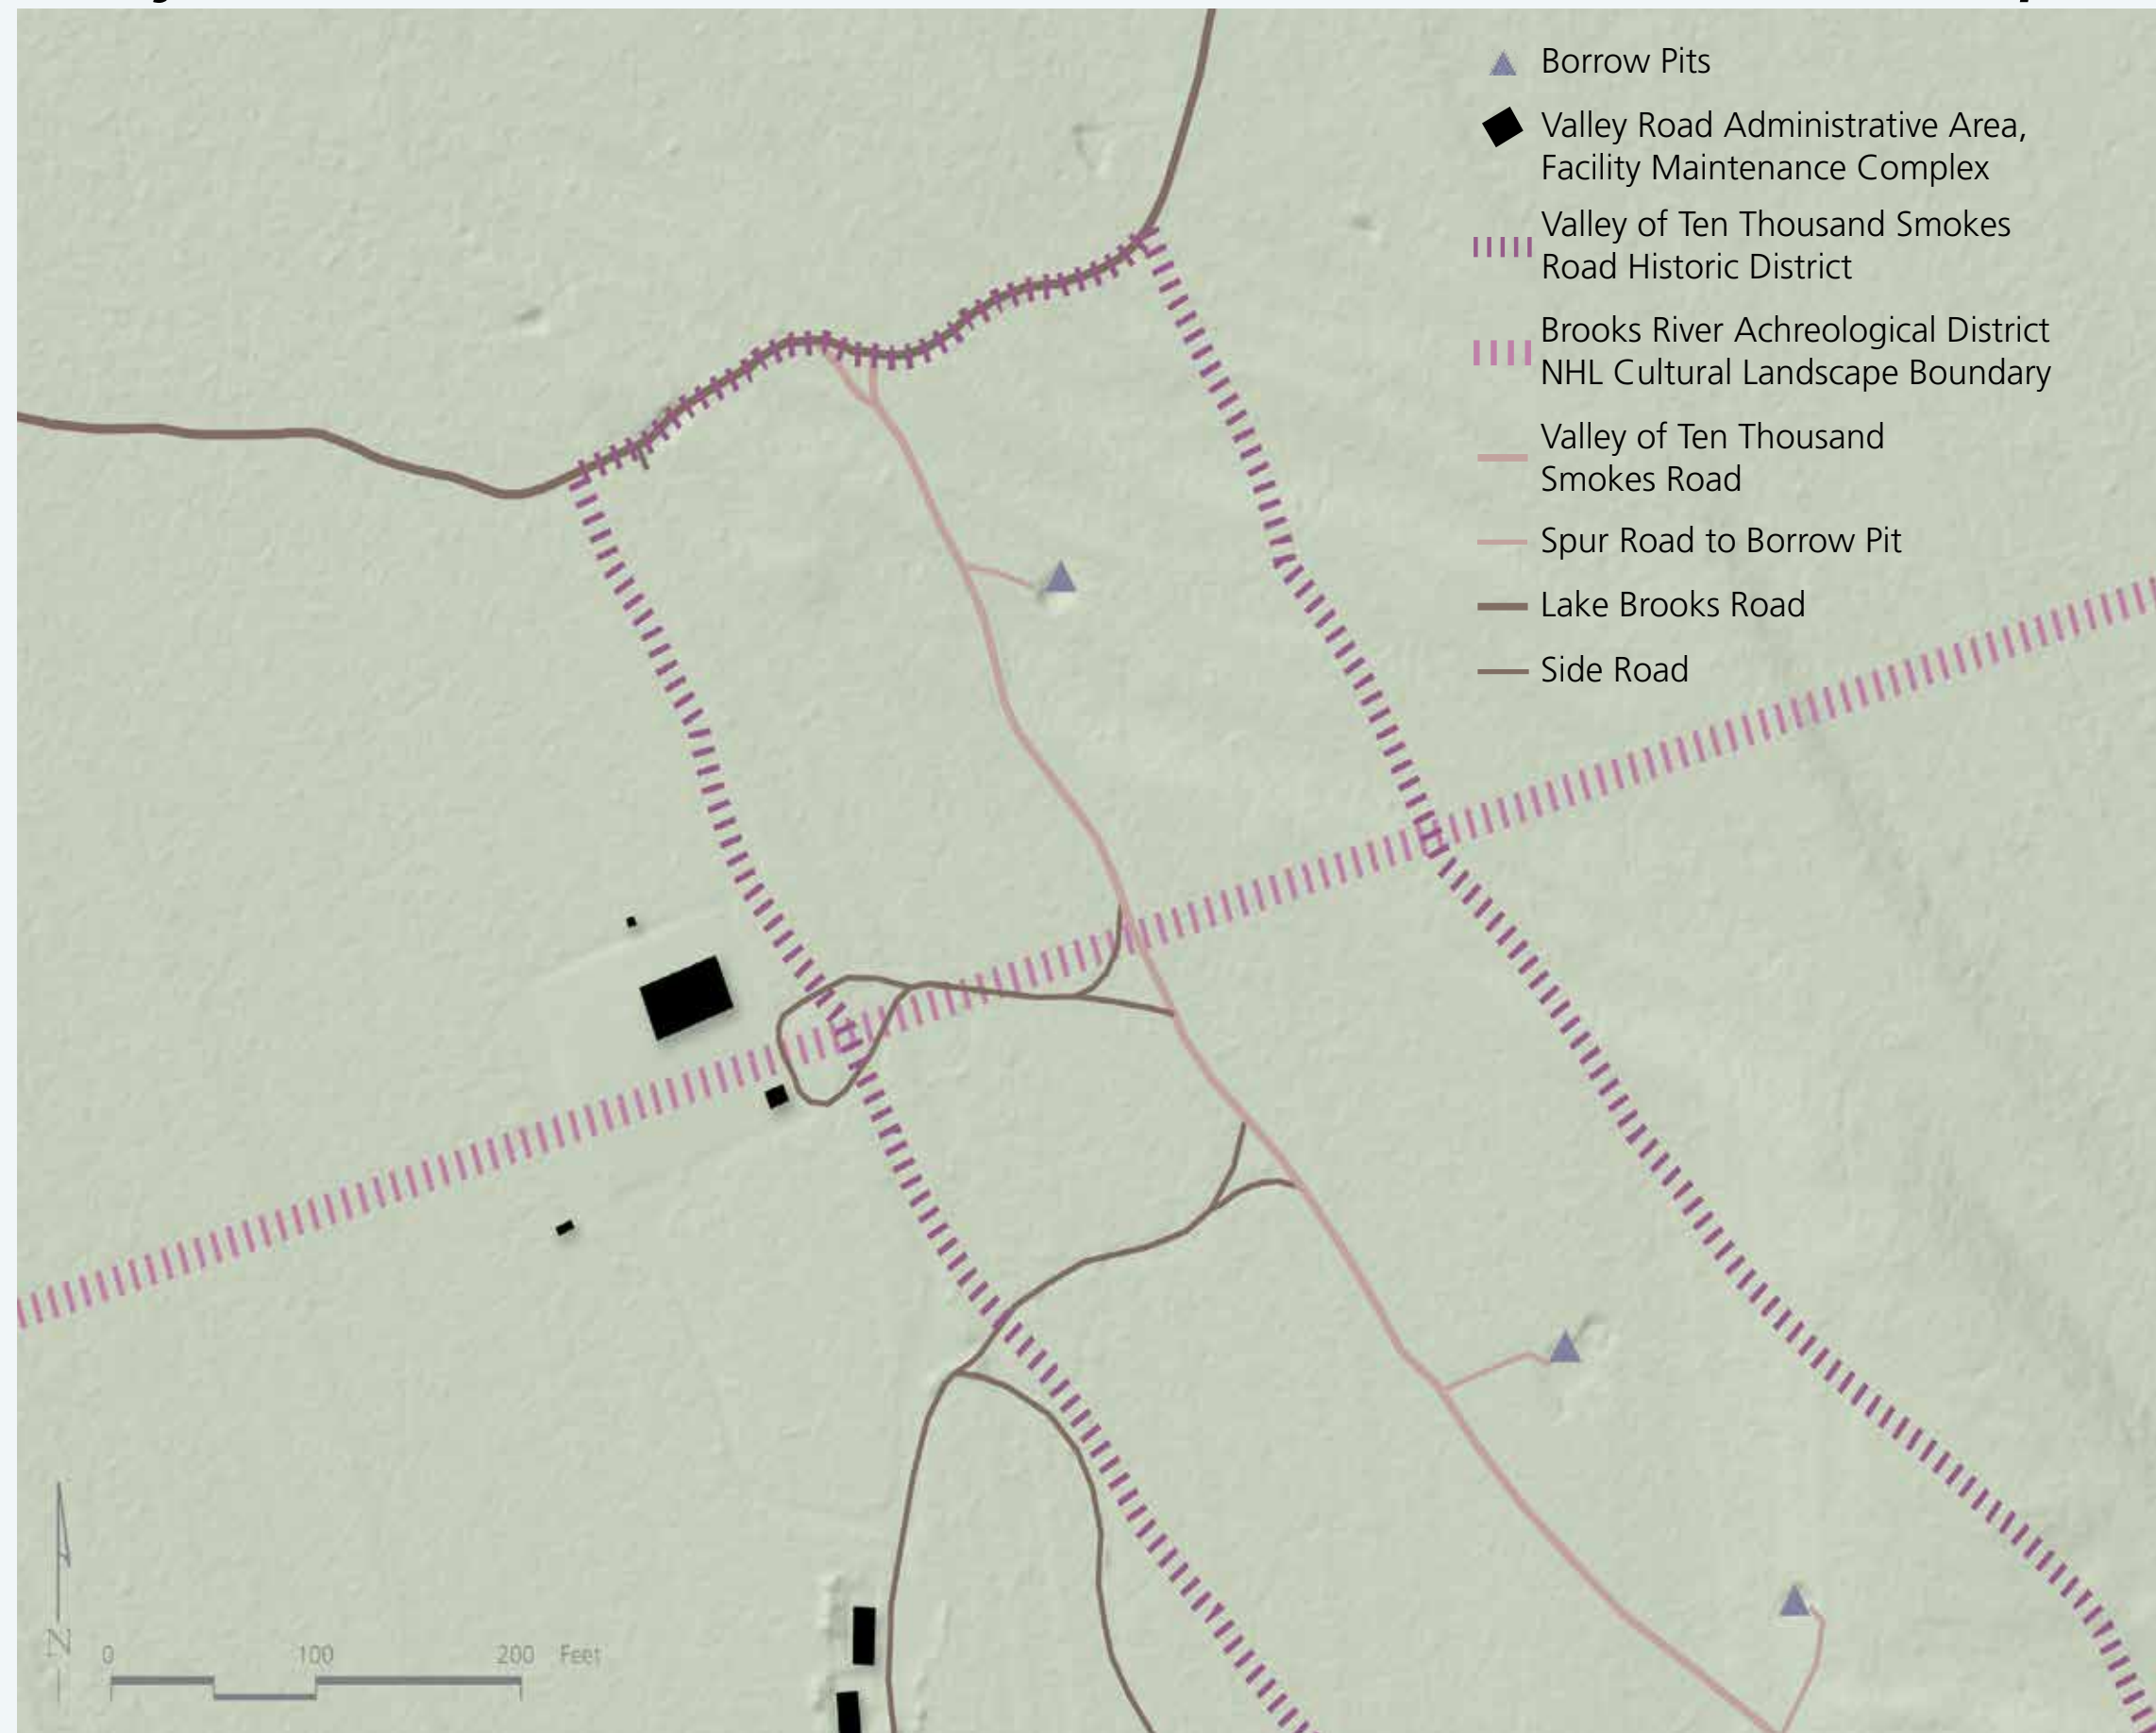 Borrow Pits
Valley Road Administrative Area,
Facility Maintenance Complex
Valley of Ten Thousand Smokes
Road Historic District
Brooks River Achreological District
NHL Cultural Landscape Boundary
Valley of Ten Thousand
Smokes Road
Spur Road to Borrow Pit
Lake Brooks Road
Side Road
N
0 100 200 Feet